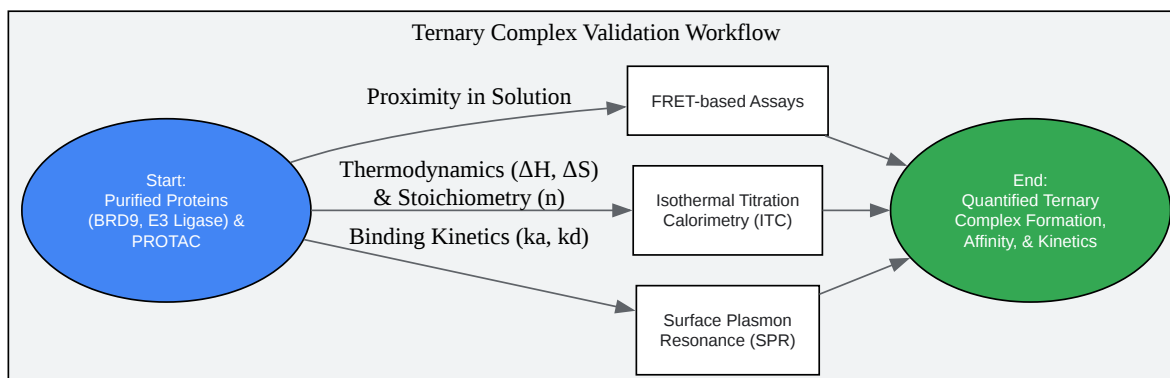 Ternary Complex Validation Workflow
Proximity in Solution
FRET-based Assays
Start:
Purified Proteins
(BRD9, E3 Ligase) &
PROTAC
Thermodynamics (ΔH, ΔS)
& Stoichiometry (n)
Isothermal Titration
Calorimetry (ITC)
Binding Kinetics (ka, kd)
Surface Plasmon
Resonance (SPR)
End:
Quantified Ternary
Complex Formation,
Affinity, & Kinetics